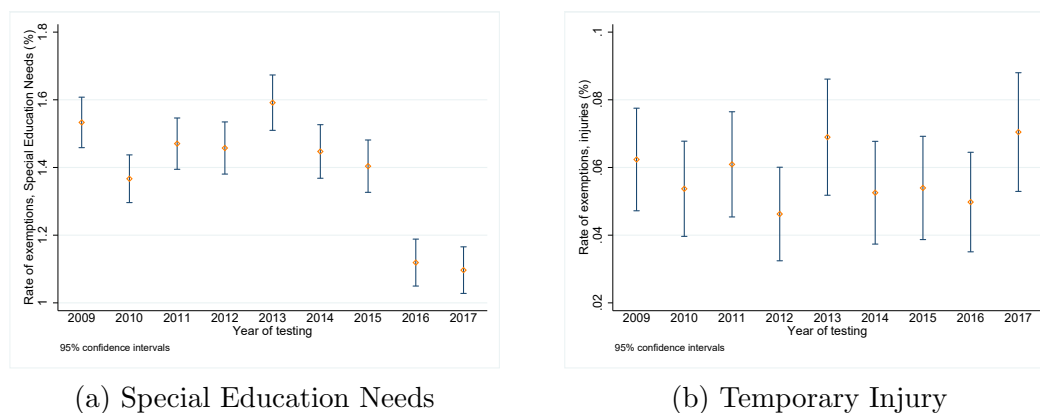 Rate of exemptions, Special Education Needs (%)
1.8
1.6
1.4
1.2
1
2009 2010 2011 2012 2013 2014 2015 2016 2017
Year of testing
95% confidence intervals
(a) Special Education Needs
Rate of exemptions, injuries (%)
.1
.08
.06
.04
.02
2009 2010 2011 2012 2013 2014 2015 2016 2017
Year of testing
95% confidence intervals
(b) Temporary Injury